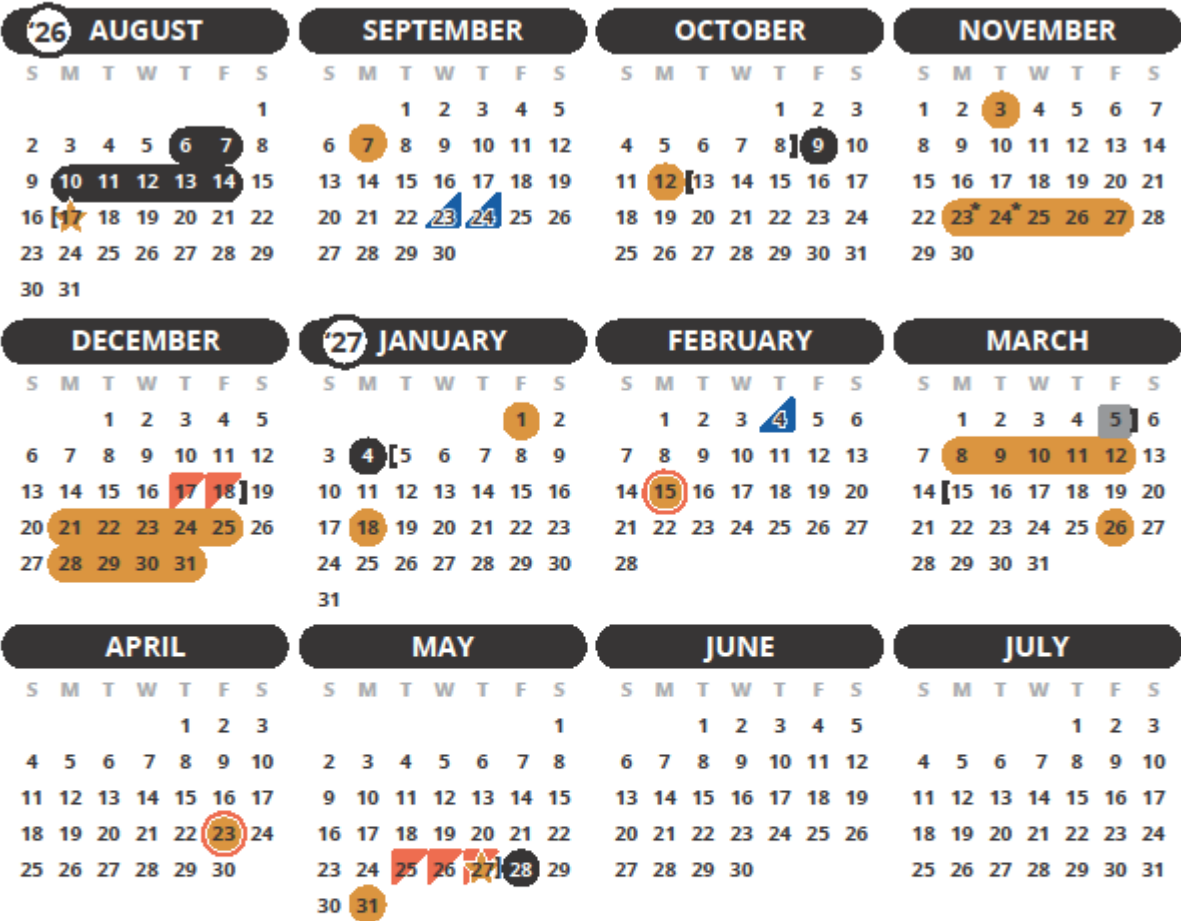 '26 AUGUST SEPTEMBER OCTOBER NOVEMBER
S M T W T F S S M T W T F S S M T W T F S S M T W T F S
1 1 2 3 4 5 1 2 3 1 2 3 4 5 6 7
2 3 4 5 6 7 8 6 7 8 9 10 11 12 4 5 6 7 8] 9 10 8 9 10 11 12 13 14
9 10 11 12 13 14 15 13 14 15 16 17 18 19 11 12 [13 14 15 16 17 15 16 17 18 19 20 21
16 [17 18 19 20 21 22 20 21 22 23 24 25 26 18 19 20 21 22 23 24 22 23* 24* 25 26 27 28
23 24 25 26 27 28 29 27 28 29 30 25 26 27 28 29 30 31 29 30
30 31
DECEMBER '27 JANUARY FEBRUARY MARCH
S M T W T F S S M T W T F S S M T W T F S S M T W T F S
1 2 3 4 5 1 2 1 2 3 4 5 6 1 2 3 4 5] 6
6 7 8 9 10 11 12 3 4 [5 6 7 8 9 7 8 9 10 11 12 13 7 8 9 10 11 12 13
13 14 15 16 17 18] 19 10 11 12 13 14 15 16 14 15 16 17 18 19 20 14 [15 16 17 18 19 20
20 21 22 23 24 25 26 17 18 19 20 21 22 23 21 22 23 24 25 26 27 21 22 23 24 25 26 27
27 28 29 30 31 24 25 26 27 28 29 30 28 28 29 30 31
31
APRIL MAY JUNE JULY
S M T W T F S S M T W T F S S M T W T F S S M T W T F S
1 2 3 1 1 2 3 4 5 1 2 3
4 5 6 7 8 9 10 2 3 4 5 6 7 8 6 7 8 9 10 11 12 4 5 6 7 8 9 10
11 12 13 14 15 16 17 9 10 11 12 13 14 15 13 14 15 16 17 18 19 11 12 13 14 15 16 17
18 19 20 21 22 23 24 16 17 18 19 20 21 22 20 21 22 23 24 25 26 18 19 20 21 22 23 24
25 26 27 28 29 30 23 24 25 26 27] 28 29 27 28 29 30 25 26 27 28 29 30 31
30 31